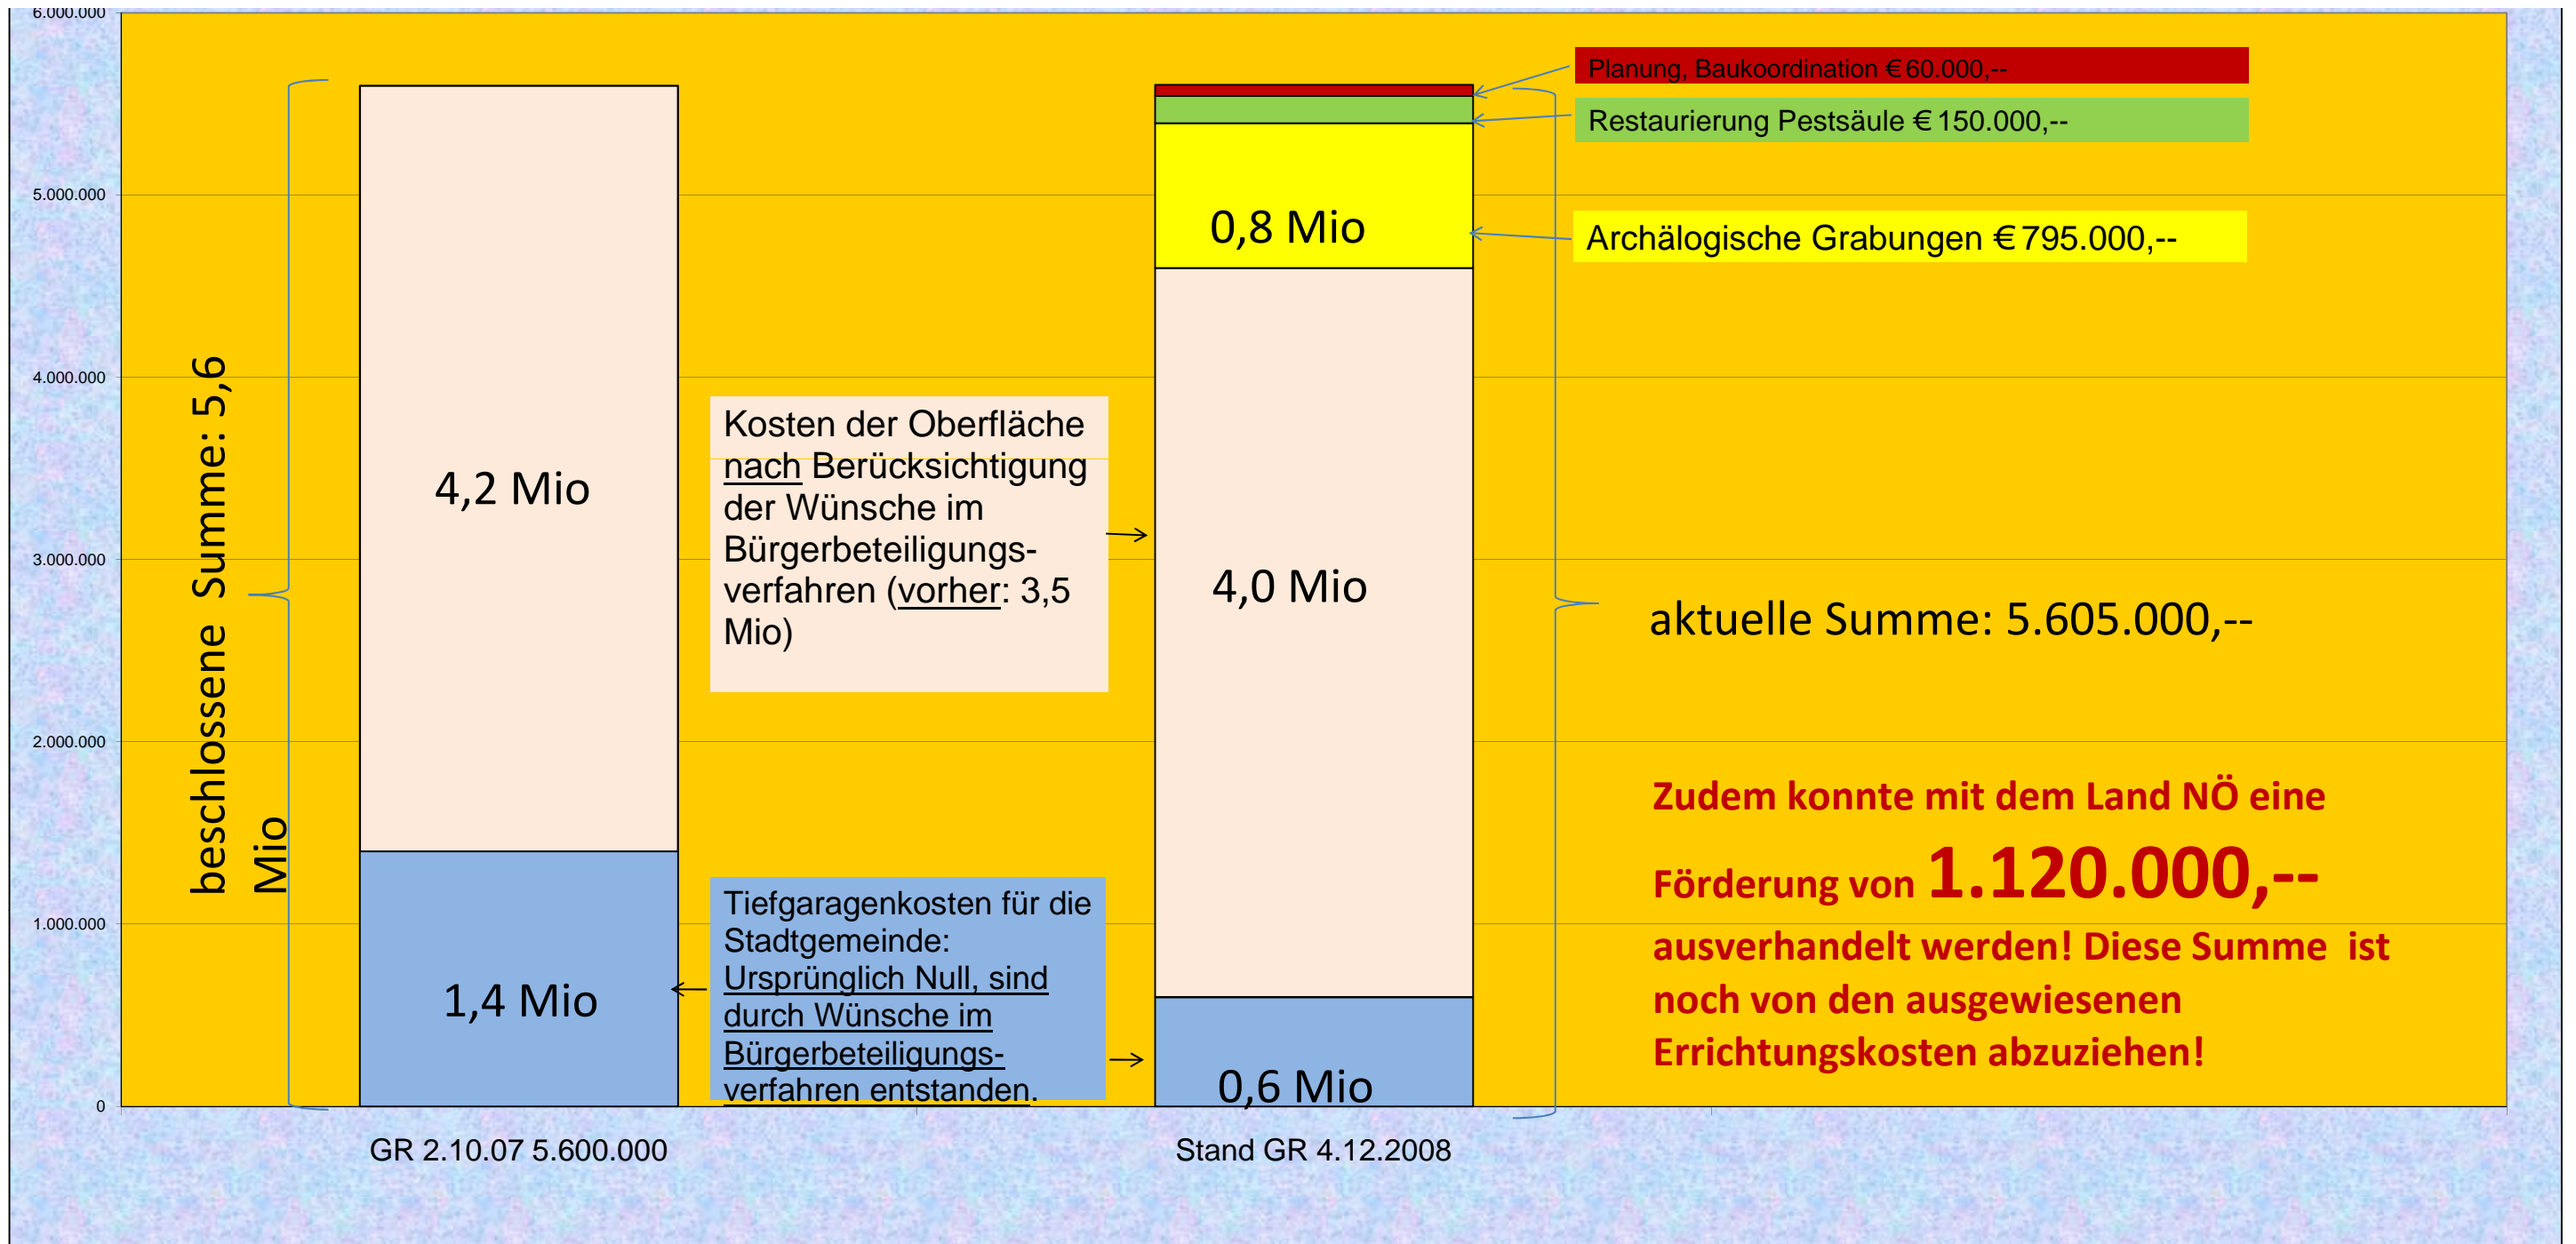 6.000.000
5.000.000
4.000.000
3.000.000
2.000.000
1.000.000
0
beschlossene Summe: 5,6
Mio
4,2 Mio
1,4 Mio
Kosten der Oberfläche
nach Berücksichtigung
der Wünsche im
Bürgerbeteiligungs-
verfahren (vorher: 3,5
Mio)
Tiefgaragenkosten für die
Stadtgemeinde:
Ursprünglich Null, sind
durch Wünsche im
Bürgerbeteiligungs-
verfahren entstanden.
0,8 Mio
4,0 Mio
0,6 Mio
Planung, Baukoordination € 60.000,--
Restaurierung Pestsäule € 150.000,--
Archälogische Grabungen € 795.000,--
aktuelle Summe: 5.605.000,--
Zudem konnte mit dem Land NÖ eine
Förderung von 1.120.000,--
ausverhandelt werden! Diese Summe ist
noch von den ausgewiesenen
Errichtungskosten abzuziehen!
GR 2.10.07 5.600.000
Stand GR 4.12.2008